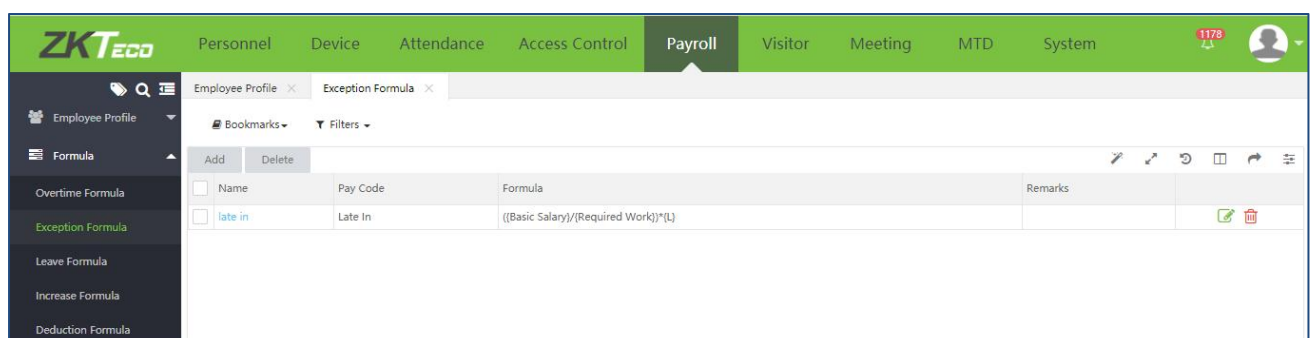 ZKTeco Personnel Device Attendance Access Control Payroll Visitor Meeting MTD System 1178
Employee Profile Exception Formula
Employee Profile
Bookmarks Filters
Formula
Add Delete
Name Pay Code Formula Remarks
Overtime Formula
late in Late In ({Basic Salary}/{Required Work})*{L}
Exception Formula
Leave Formula
Increase Formula
Deduction Formula